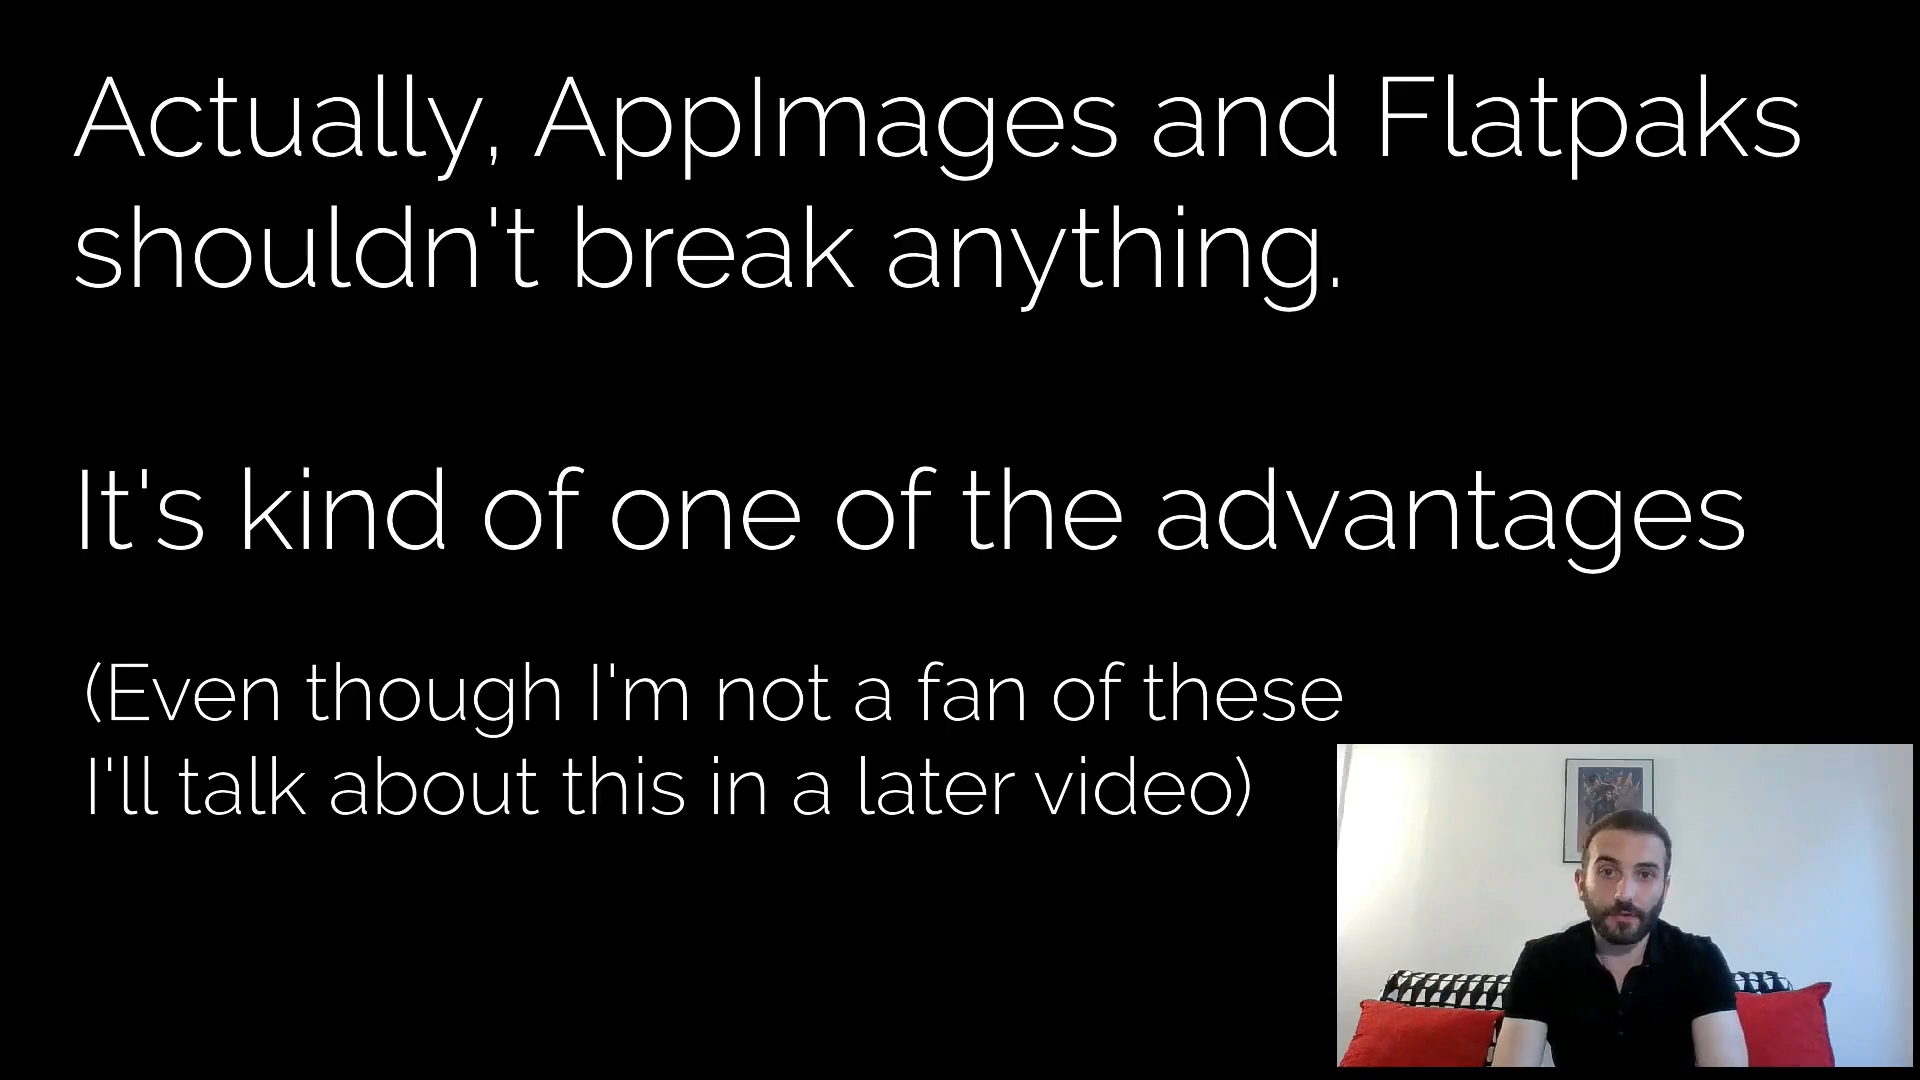 Actually, AppImages and Flatpaks
shouldn't break anything.
It's kind of one of the advantages
(Even though I'm not a fan of these
I'll talk about this in a later video)